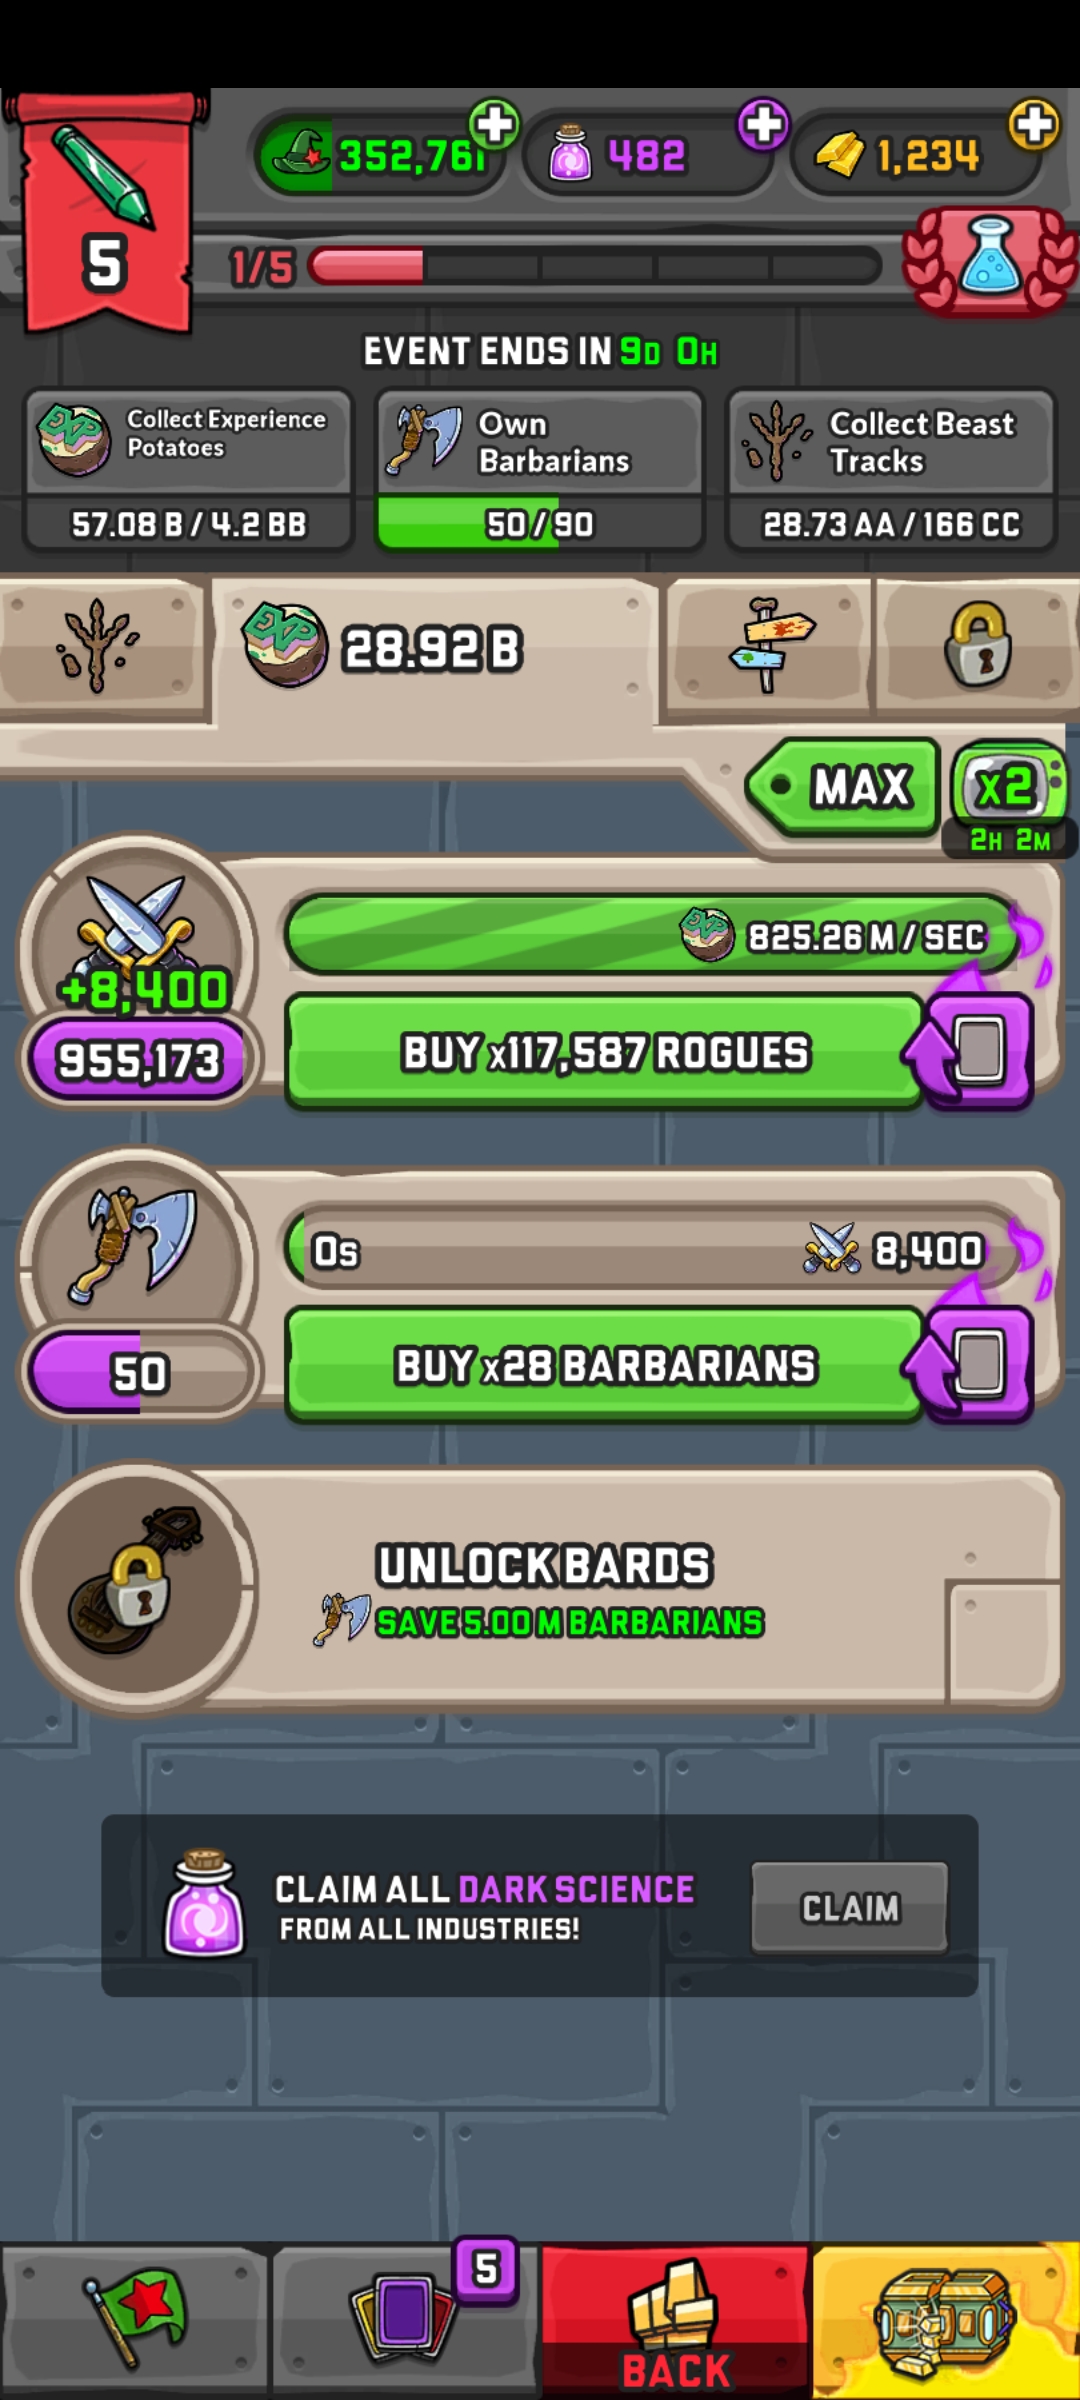 352,761
482
1,234
5
1/5
EVENT ENDS IN 9D 0H
Collect Experience
Potatoes
57.08 B / 4.2 BB
Own
Barbarians
50 / 90
Collect Beast
Tracks
28.73 AA / 166 CC
EXP
28.92 B
MAX
x2
2H 2M
825.26 M / SEC
+8,400
955,173
BUY x117,587 ROGUES
0s
8,400
50
BUY x28 BARBARIANS
UNLOCK BARDS
SAVE 5.00 M BARBARIANS
CLAIM ALL DARK SCIENCE
FROM ALL INDUSTRIES!
CLAIM
5
BACK